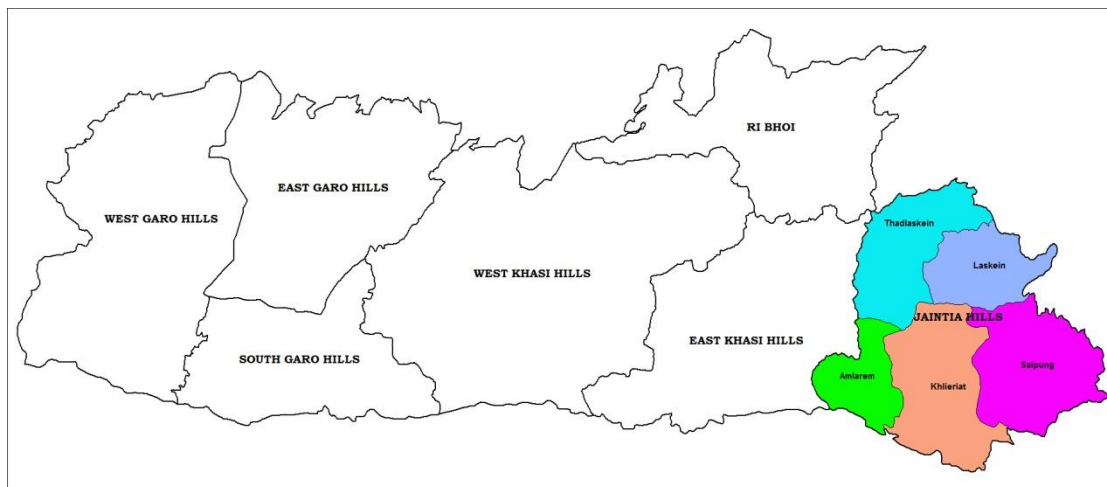 RI BHOI
EAST GARO HILLS
WEST GARO HILLS
Thadlaskein
WEST KHASI HILLS
Laskein
JAINTIA HILLS
EAST KHASI HILLS
SOUTH GARO HILLS
Saipung
Amlarem
Khlieriat